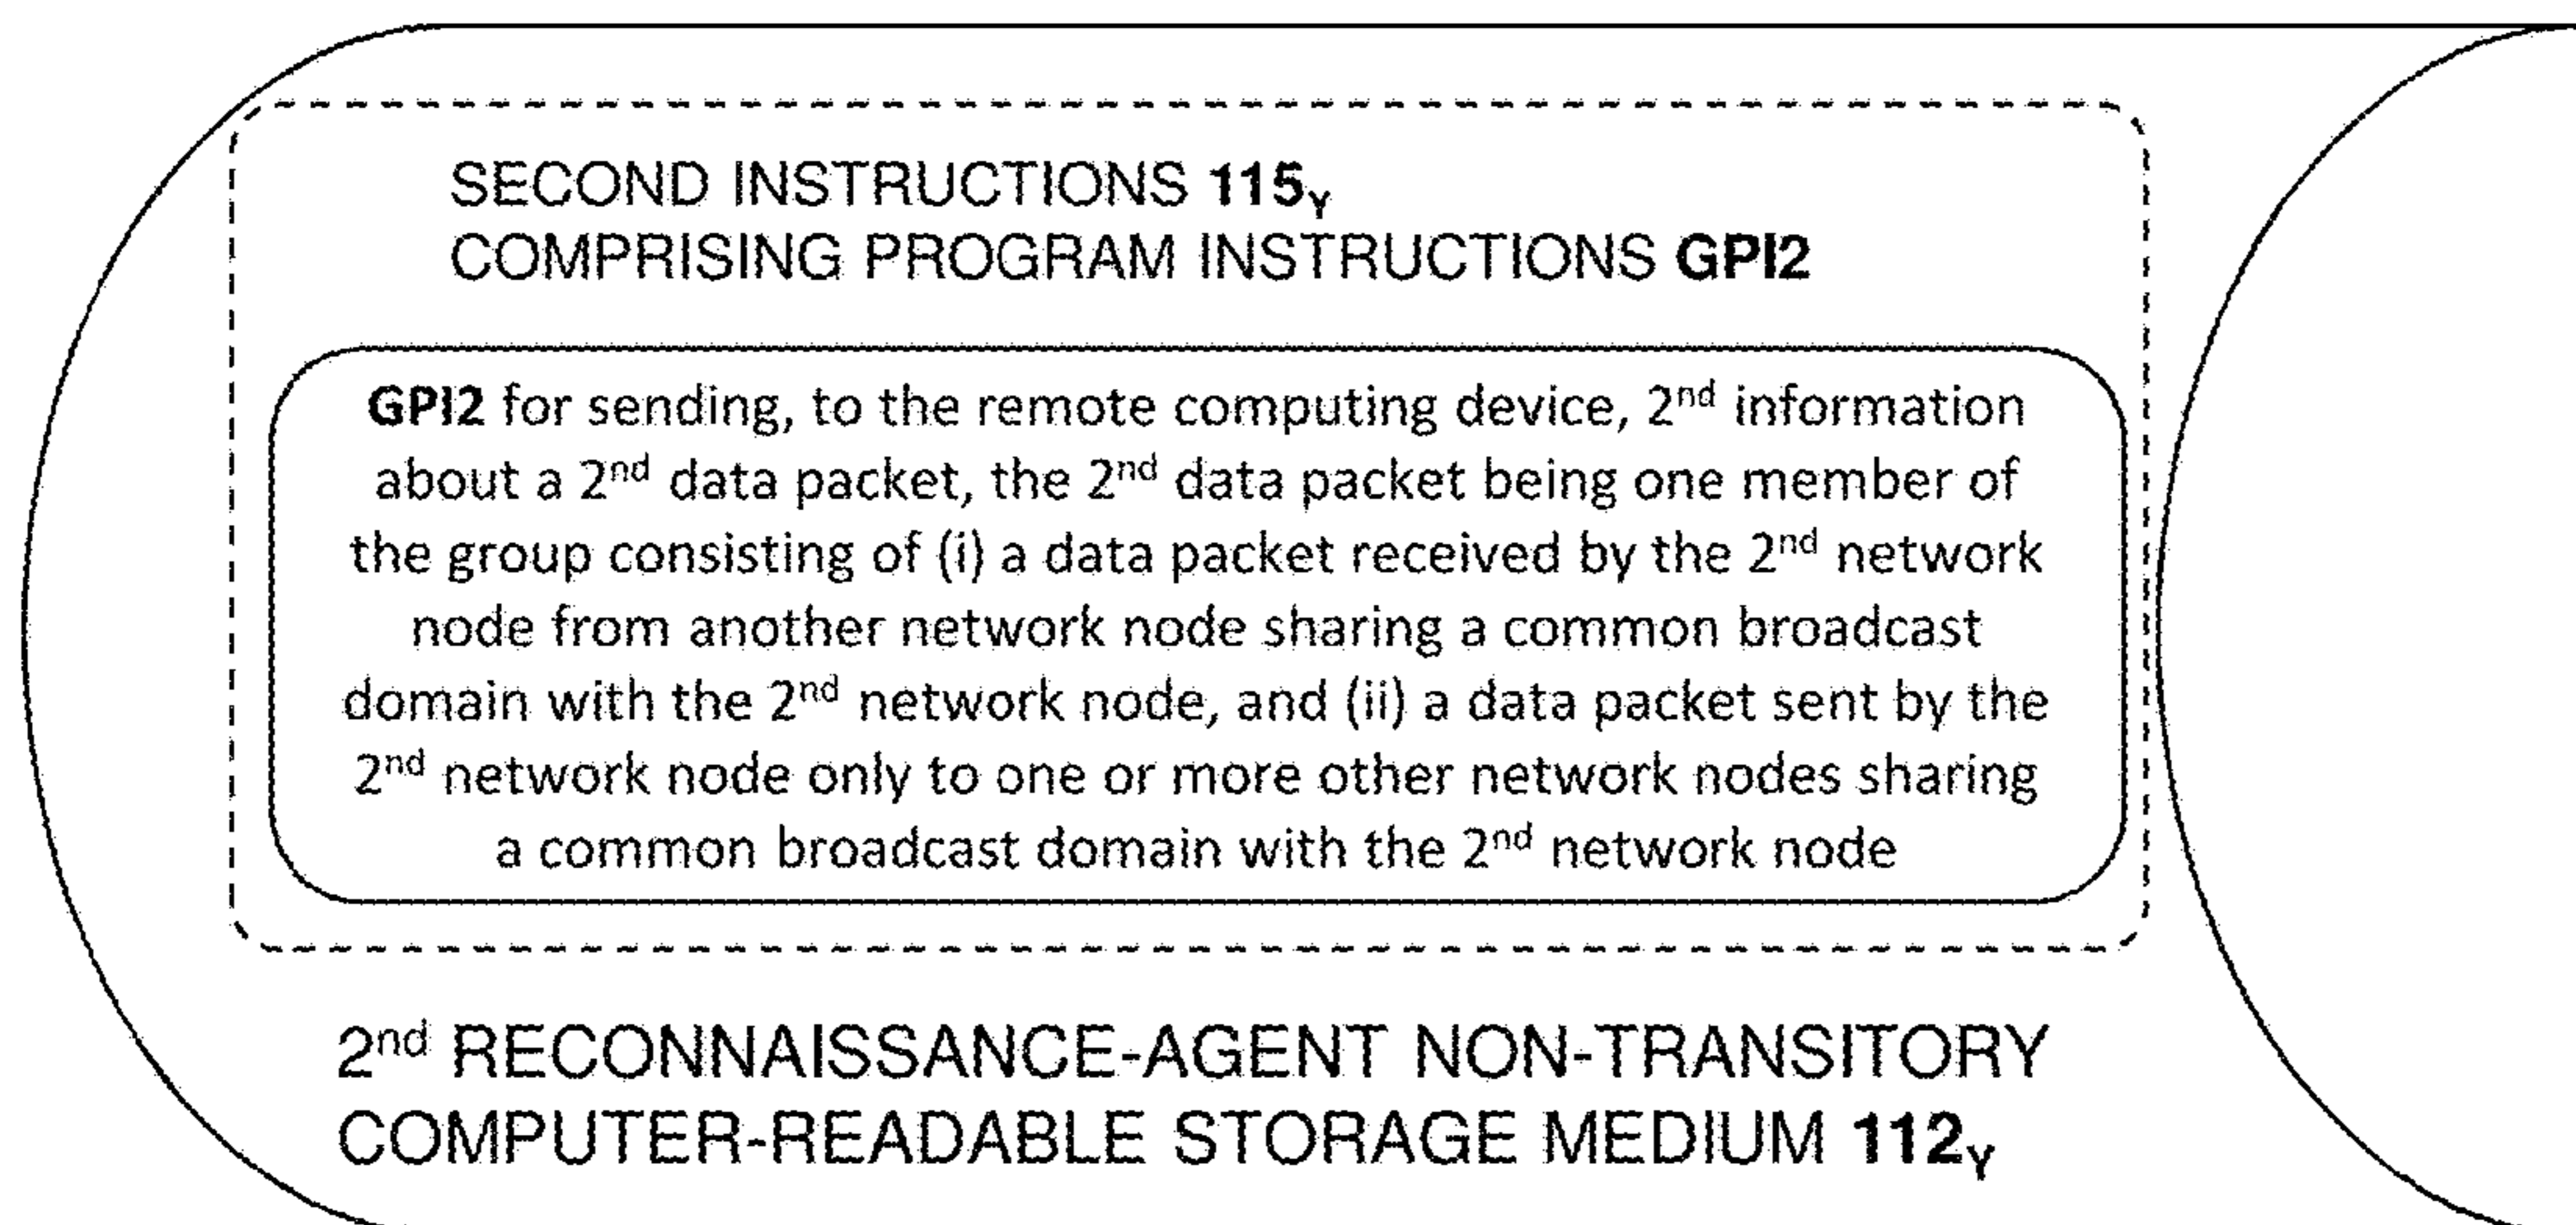 SECOND INSTRUCTIONS 115Y
COMPRISING PROGRAM INSTRUCTIONS GPI2
GPI2 for sending, to the remote computing device, 2nd information
about a 2nd data packet, the 2nd data packet being one member of
the group consisting of (i) a data packet received by the 2nd network
node from another network node sharing a common broadcast
domain with the 2nd network node, and (ii) a data packet sent by the
2nd network node only to one or more other network nodes sharing
a common broadcast domain with the 2nd network node
2nd RECONNAISSANCE-AGENT NON-TRANSITORY
COMPUTER-READABLE STORAGE MEDIUM 112Y